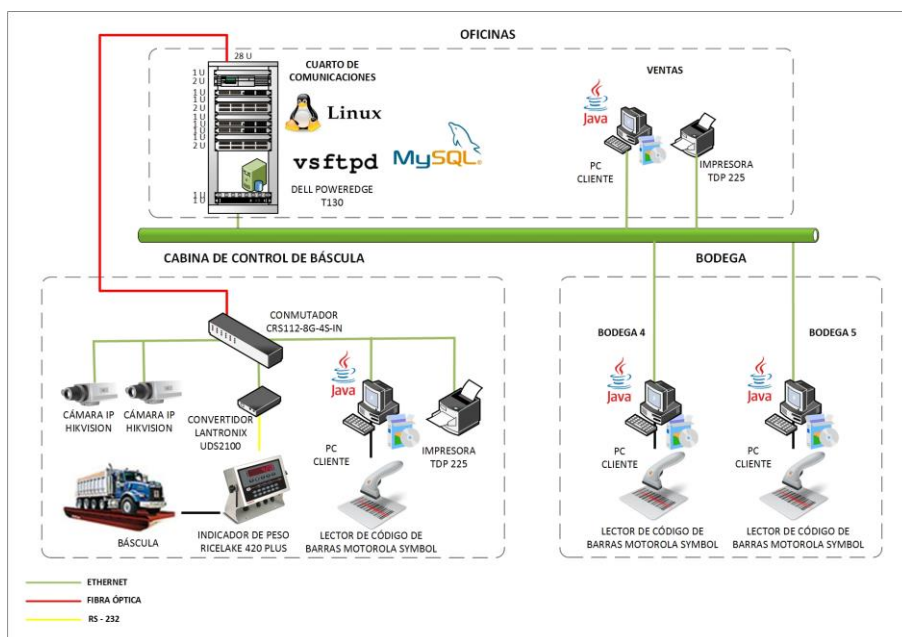 OFICINAS
28 U
1 U
2 U
1 U
1 U
2 U
1 U
1 U
1 U
2 U
1 U
1 U
CUARTO DE
COMUNICACIONES
Linux
vsftpd
MySQL®
DELL POWEREDGE
T130
VENTAS
Java
PC
CLIENTE
IMPRESORA
TDP 225
CABINA DE CONTROL DE BÁSCULA
CONMUTADOR
CRS112-8G-4S-IN
CÁMARA IP
HIKVISION
CÁMARA IP
HIKVISION
CONVERTIDOR
LANTRONIX
UDS2100
Java
PC
CLIENTE
IMPRESORA
TDP 225
BÁSCULA
INDICADOR DE PESO
RICELAKE 420 PLUS
LECTOR DE CÓDIGO DE
BARRAS MOTOROLA SYMBOL
BODEGA
BODEGA 4
Java
PC
CLIENTE
LECTOR DE CÓDIGO DE
BARRAS MOTOROLA SYMBOL
BODEGA 5
Java
PC
CLIENTE
LECTOR DE CÓDIGO DE
BARRAS MOTOROLA SYMBOL
ETHERNET
FIBRA ÓPTICA
RS - 232